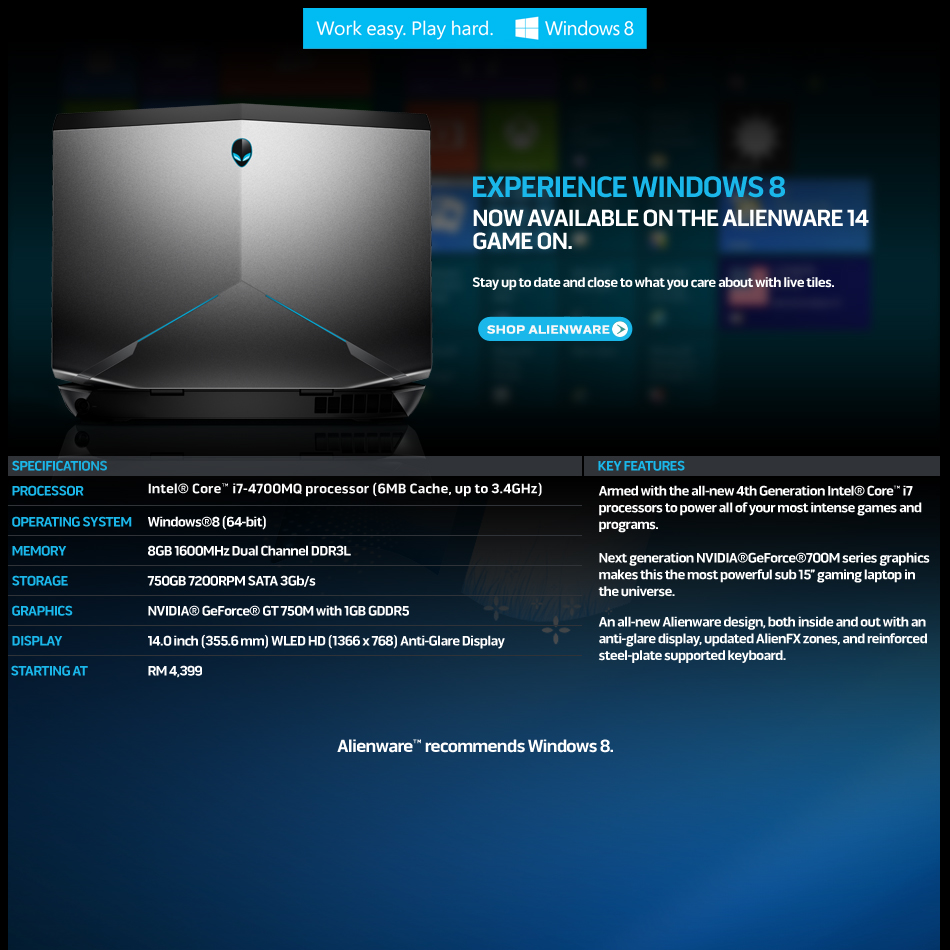 Work easy. Play hard. Windows 8
EXPERIENCE WINDOWS 8
NOW AVAILABLE ON THE ALIENWARE 14
GAME ON.
Stay up to date and close to what you care about with live tiles.
SHOP ALIENWARE
SPECIFICATIONS
PROCESSOR Intel® Core™ i7-4700MQ processor (6MB Cache, up to 3.4GHz)
OPERATING SYSTEM Windows®8 (64-bit)
MEMORY 8GB 1600MHz Dual Channel DDR3L
STORAGE 750GB 7200RPM SATA 3Gb/s
GRAPHICS NVIDIA® GeForce® GT 750M with 1GB GDDR5
DISPLAY 14.0 inch (355.6 mm) WLED HD (1366 x 768) Anti-Glare Display
STARTING AT RM 4,399
KEY FEATURES
Armed with the all-new 4th Generation Intel® Core™ i7
processors to power all of your most intense games and
programs.
Next generation NVIDIA®GeForce®700M series graphics
makes this the most powerful sub 15" gaming laptop in
the universe.
An all-new Alienware design, both inside and out with an
anti-glare display, updated AlienFX zones, and reinforced
steel-plate supported keyboard.
Alienware™ recommends Windows 8.